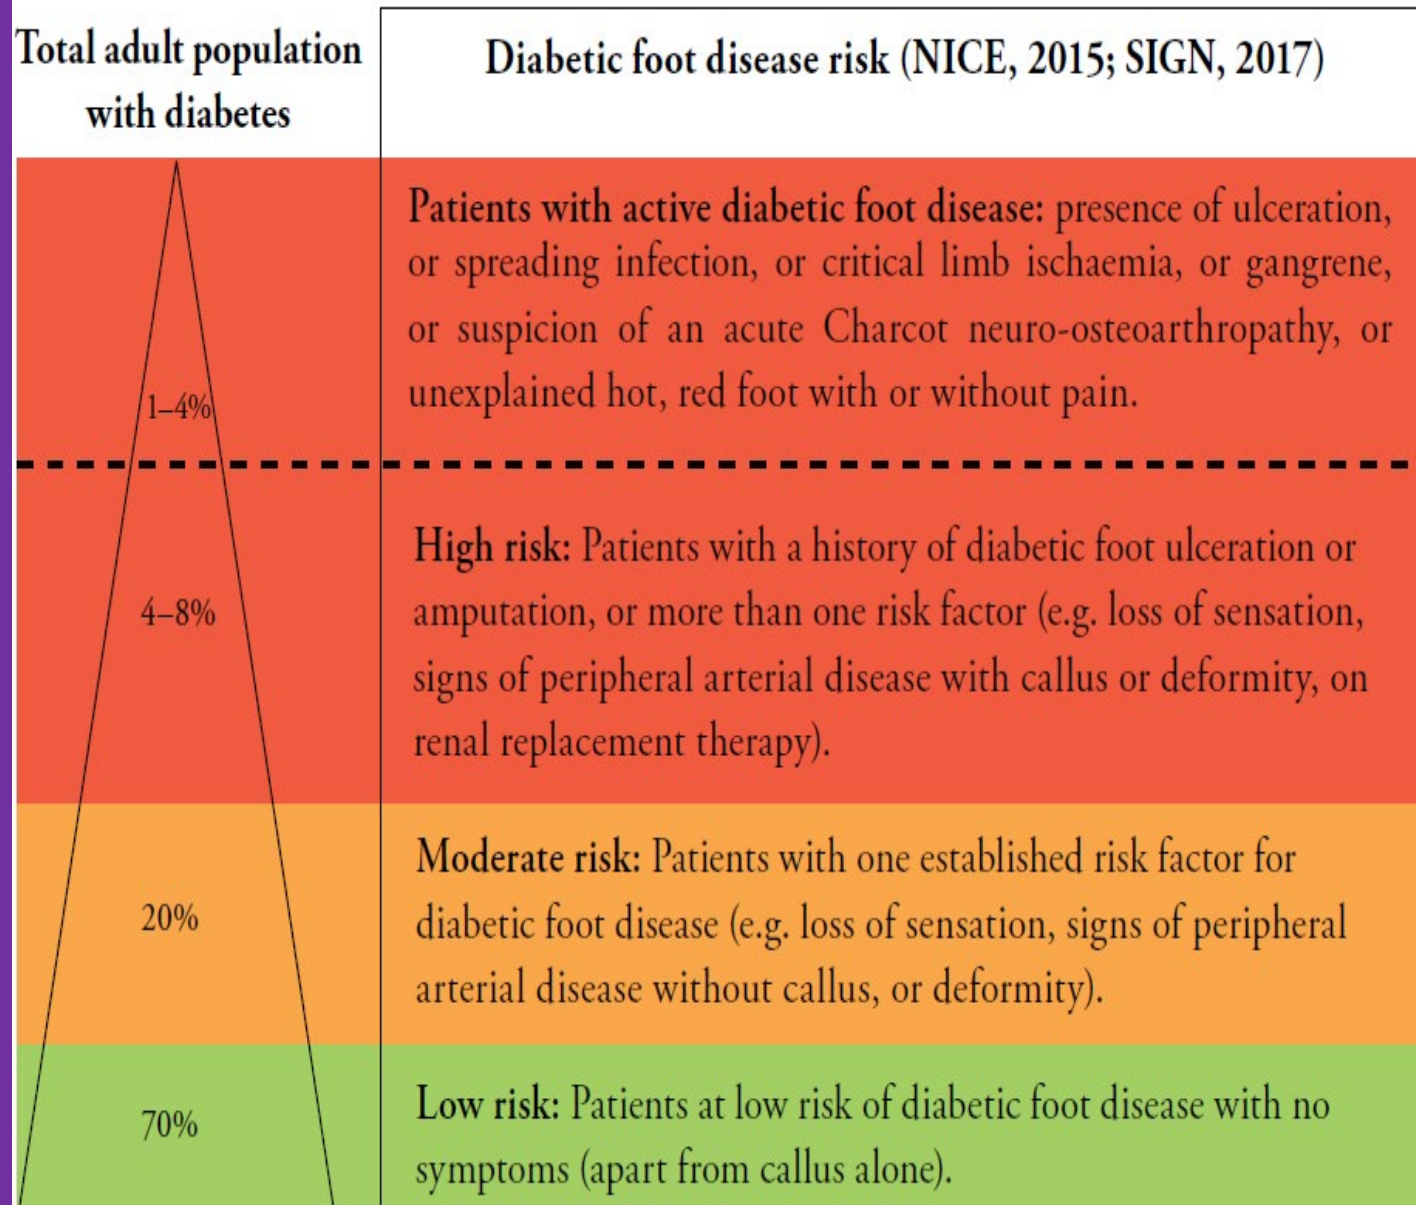 Total adult population
with diabetes
Diabetic foot disease risk (NICE, 2015; SIGN, 2017)
1–4%
Patients with active diabetic foot disease: presence of ulceration,
or spreading infection, or critical limb ischaemia, or gangrene,
or suspicion of an acute Charcot neuro-osteoarthropathy, or
unexplained hot, red foot with or without pain.
4–8%
High risk: Patients with a history of diabetic foot ulceration or
amputation, or more than one risk factor (e.g. loss of sensation,
signs of peripheral arterial disease with callus or deformity, on
renal replacement therapy).
20%
Moderate risk: Patients with one established risk factor for
diabetic foot disease (e.g. loss of sensation, signs of peripheral
arterial disease without callus, or deformity).
70%
Low risk: Patients at low risk of diabetic foot disease with no
symptoms (apart from callus alone).